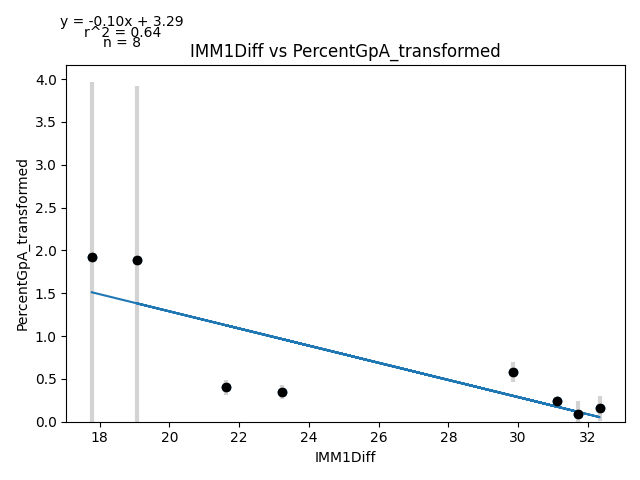 y = -0.10x + 3.29
r^2 = 0.64
n = 8
IMM1Diff vs PercentGpA_transformed
4.0
3.5
3.0
2.5
2.0
1.5
1.0
0.5
0.0
PercentGpA_transformed
18 20 22 24 26 28 30 32
IMM1Diff